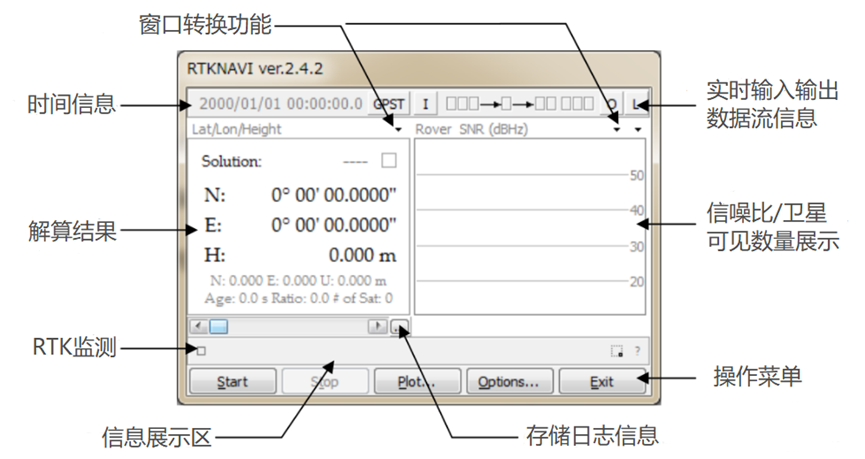 窗口转换功能
RTKNAVI ver.2.4.2
时间信息
2000/01/01 00:00:00.0 GPST I O L
实时输入输出
数据流信息
Lat/Lon/Height
Rover SNR (dBHz)
Solution: ----
N: 0° 00' 00.0000"
E: 0° 00' 00.0000"
H: 0.000 m
N: 0.000 E: 0.000 U: 0.000 m
Age: 0.0 s Ratio: 0.0 # of Sat: 0
50
40
30
20
解算结果
信噪比/卫星
可见数量展示
RTK监测
?
Start Stop Plot... Options... Exit
操作菜单
信息展示区
存储日志信息